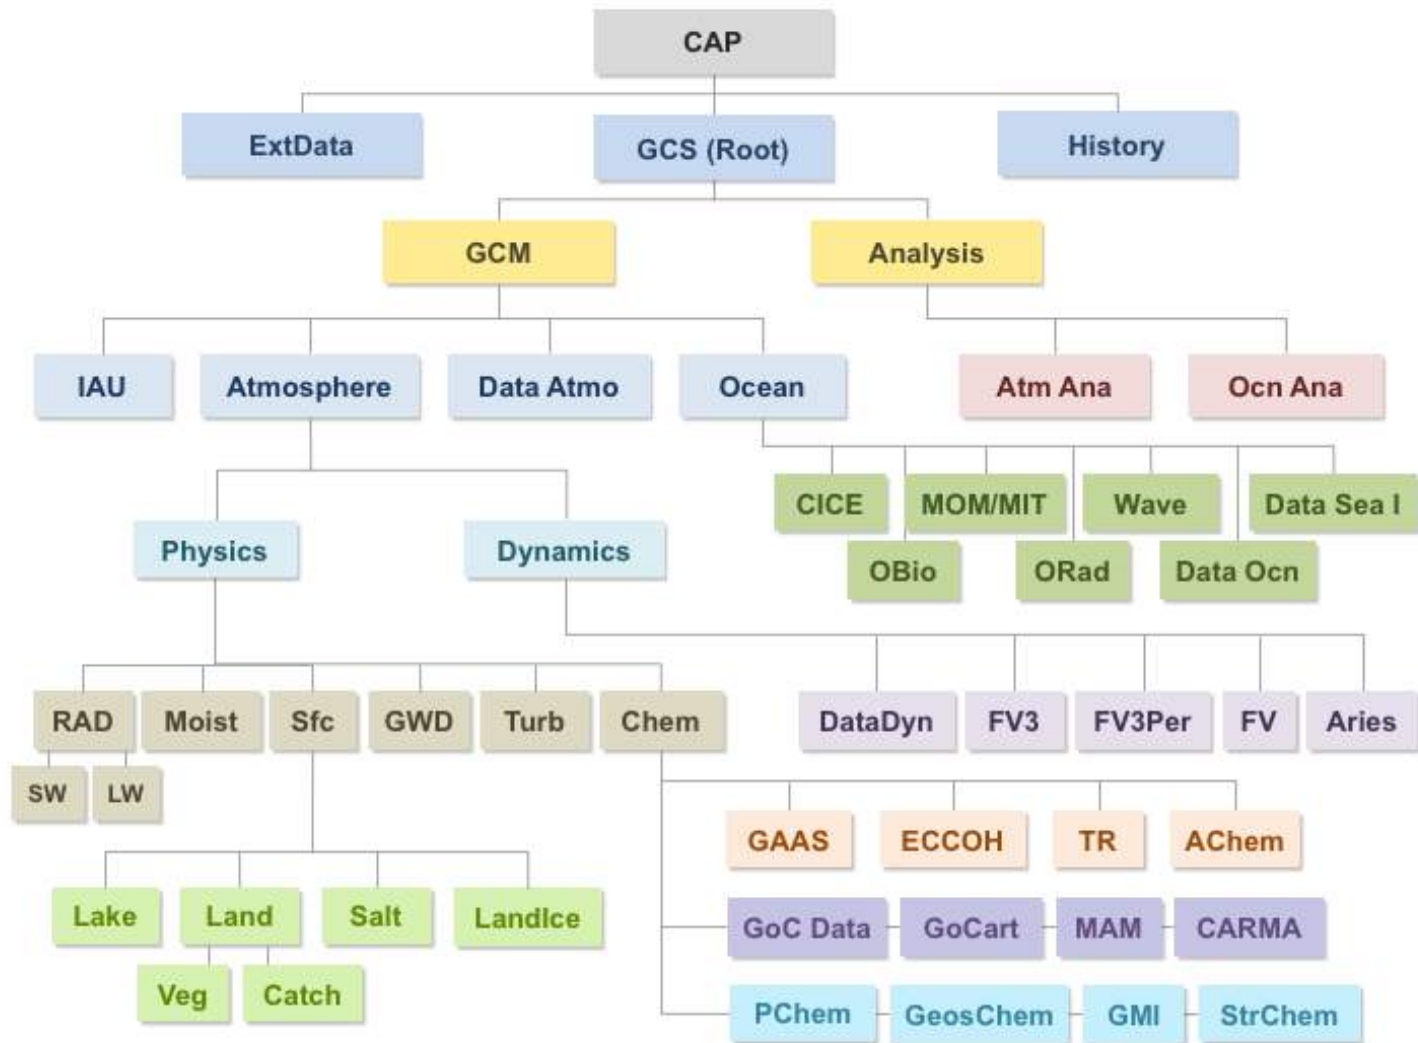 CAP
ExtData
GCS (Root)
History
GCM
Analysis
IAU
Atmosphere
Data Atmo
Ocean
Atm Ana
Ocn Ana
CICE
MOM/MIT
Wave
Data Sea I
OBio
ORad
Data Ocn
Physics
Dynamics
RAD
Moist
Sfc
GWD
Turb
Chem
DataDyn
FV3
FV3Per
FV
Aries
SW
LW
GAAS
ECCOH
TR
AChem
Lake
Land
Salt
LandIce
GoC Data
GoCart
MAM
CARMA
Veg
Catch
PChem
GeosChem
GMI
StrChem